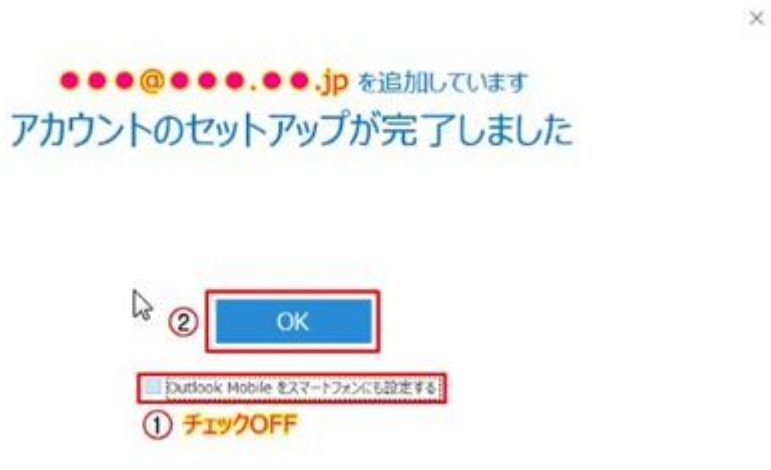 ●●●@●●●.●●.jp を追加しています
アカウントのセットアップが完了しました
② OK
Outlook Mobile をスマートフォンにも設定する
① チェックOFF